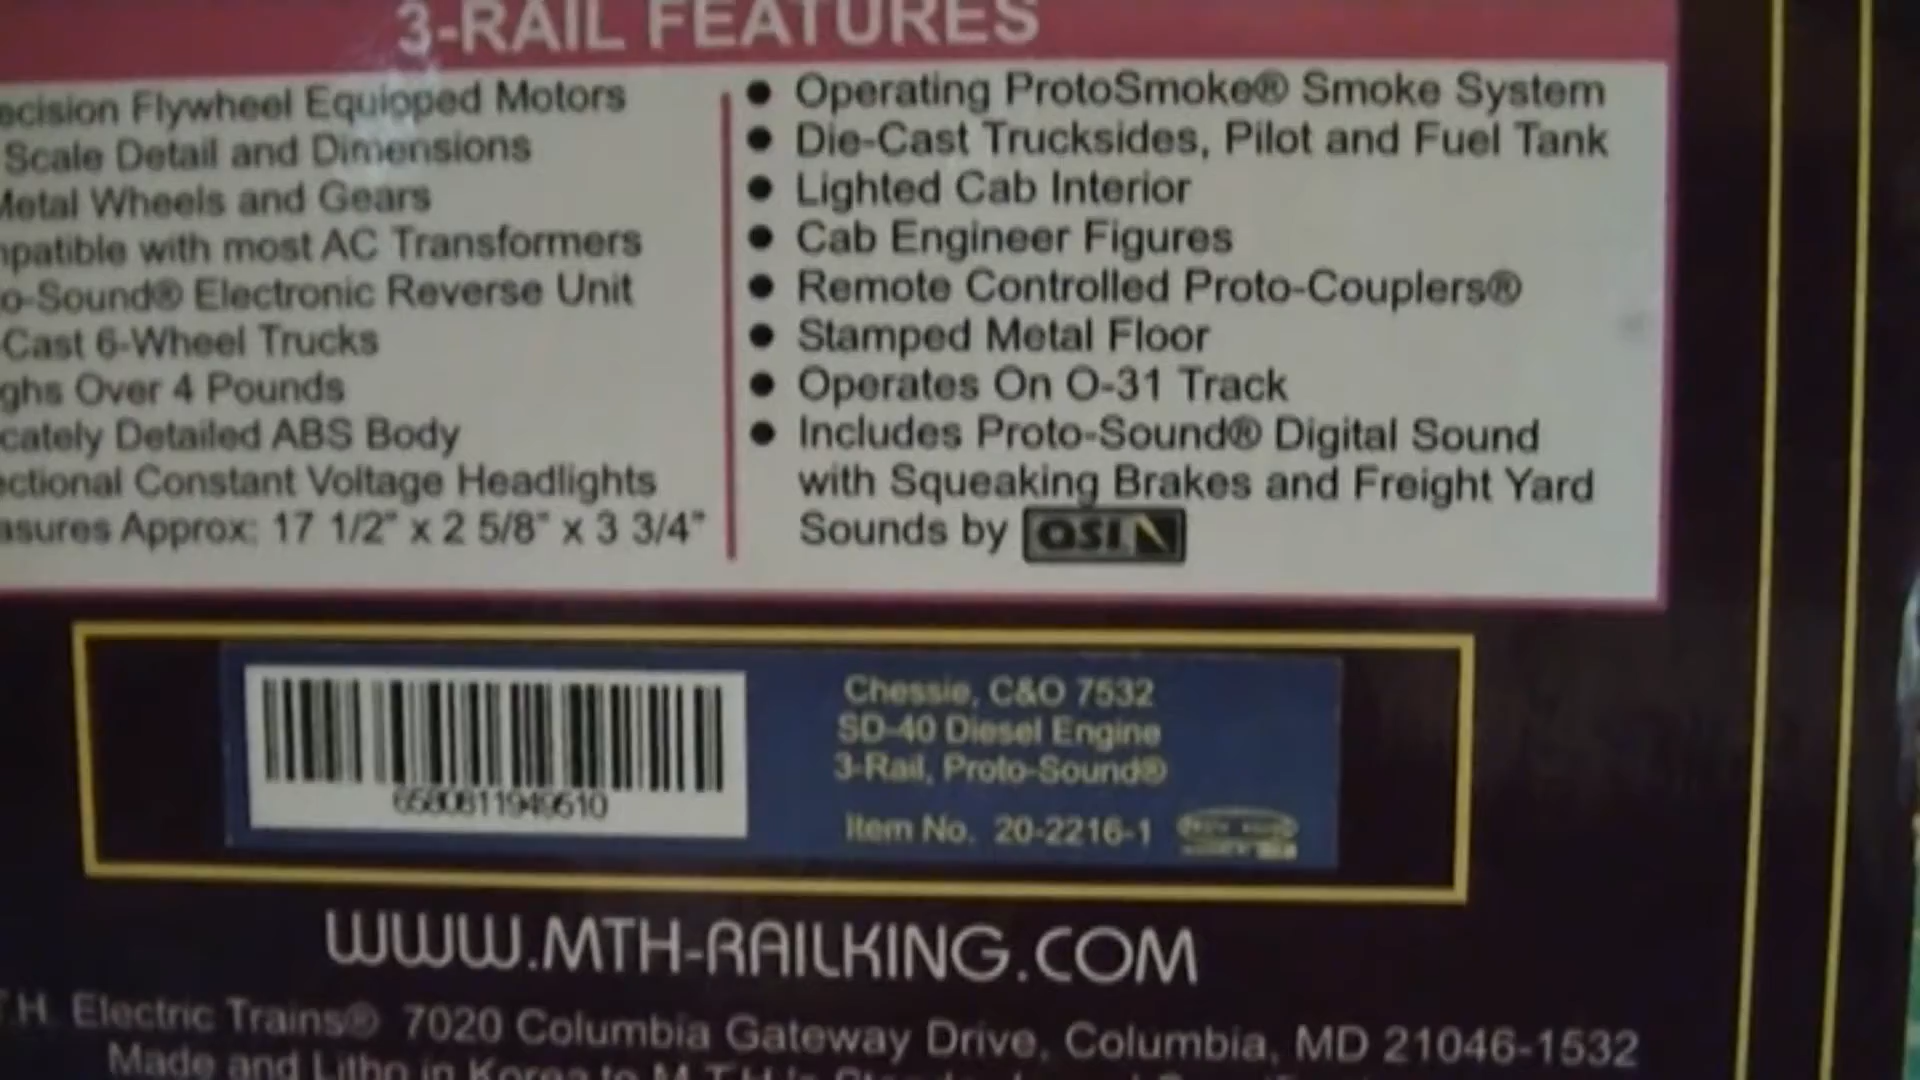 3-RAIL FEATURES
ecision Flywheel Equipped Motors
Scale Detail and Dimensions
Metal Wheels and Gears
mpatible with most AC Transformers
o-Sound® Electronic Reverse Unit
-Cast 6-Wheel Trucks
ghs Over 4 Pounds
cately Detailed ABS Body
ectional Constant Voltage Headlights
asures Approx: 17 1/2" x 2 5/8" x 3 3/4"
● Operating ProtoSmoke® Smoke System
● Die-Cast Trucksides, Pilot and Fuel Tank
● Lighted Cab Interior
● Cab Engineer Figures
● Remote Controlled Proto-Couplers®
● Stamped Metal Floor
● Operates On O-31 Track
● Includes Proto-Sound® Digital Sound
with Squeaking Brakes and Freight Yard
Sounds by QSI
Chessie, C&O 7532
SD-40 Diesel Engine
3-Rail, Proto-Sound®
Item No. 20-2216-1
WWW.MTH-RAILKING.COM
T.H. Electric Trains® 7020 Columbia Gateway Drive, Columbia, MD 21046-1532
Made and Litho in Korea to M.T.H.'s